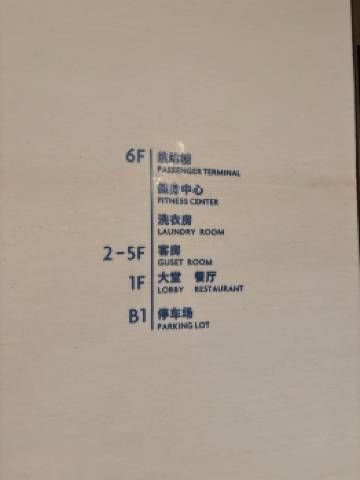 6F 航站楼
PASSENGER TERMINAL
健身中心
FITNESS CENTER
洗衣房
LAUNDRY ROOM
2-5F 客房
GUSET ROOM
1F 大堂 餐厅
LOBBY RESTAURANT
B1 停车场
PARKING LOT